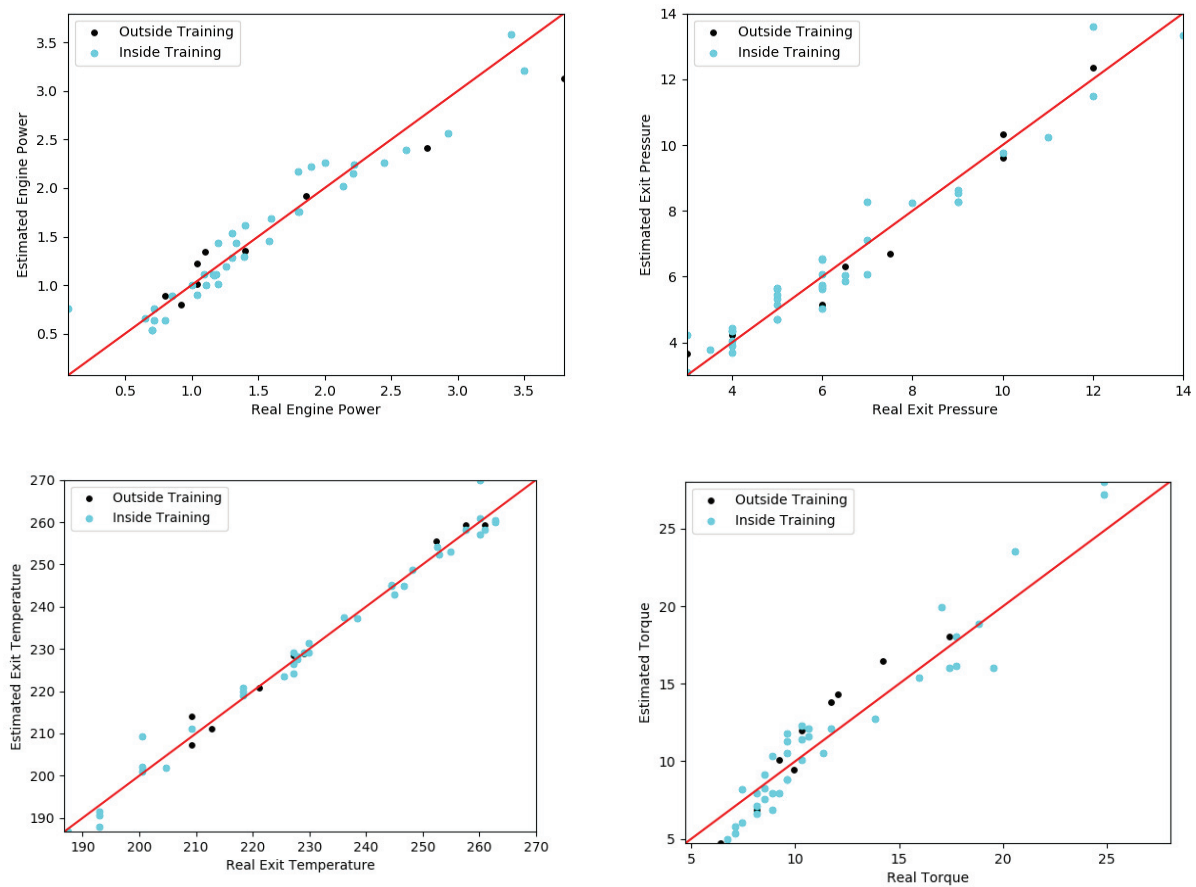 Outside Training
Inside Training
3.5
3.0
2.5
2.0
1.5
1.0
0.5
Estimated Engine Power
0.5 1.0 1.5 2.0 2.5 3.0 3.5
Real Engine Power
Outside Training
Inside Training
14
12
10
8
6
4
Estimated Exit Pressure
4 6 8 10 12 14
Real Exit Pressure
Outside Training
Inside Training
270
260
250
240
230
220
210
200
190
Estimated Exit Temperature
190 200 210 220 230 240 250 260 270
Real Exit Temperature
Outside Training
Inside Training
25
20
15
10
5
Estimated Torque
5 10 15 20 25
Real Torque